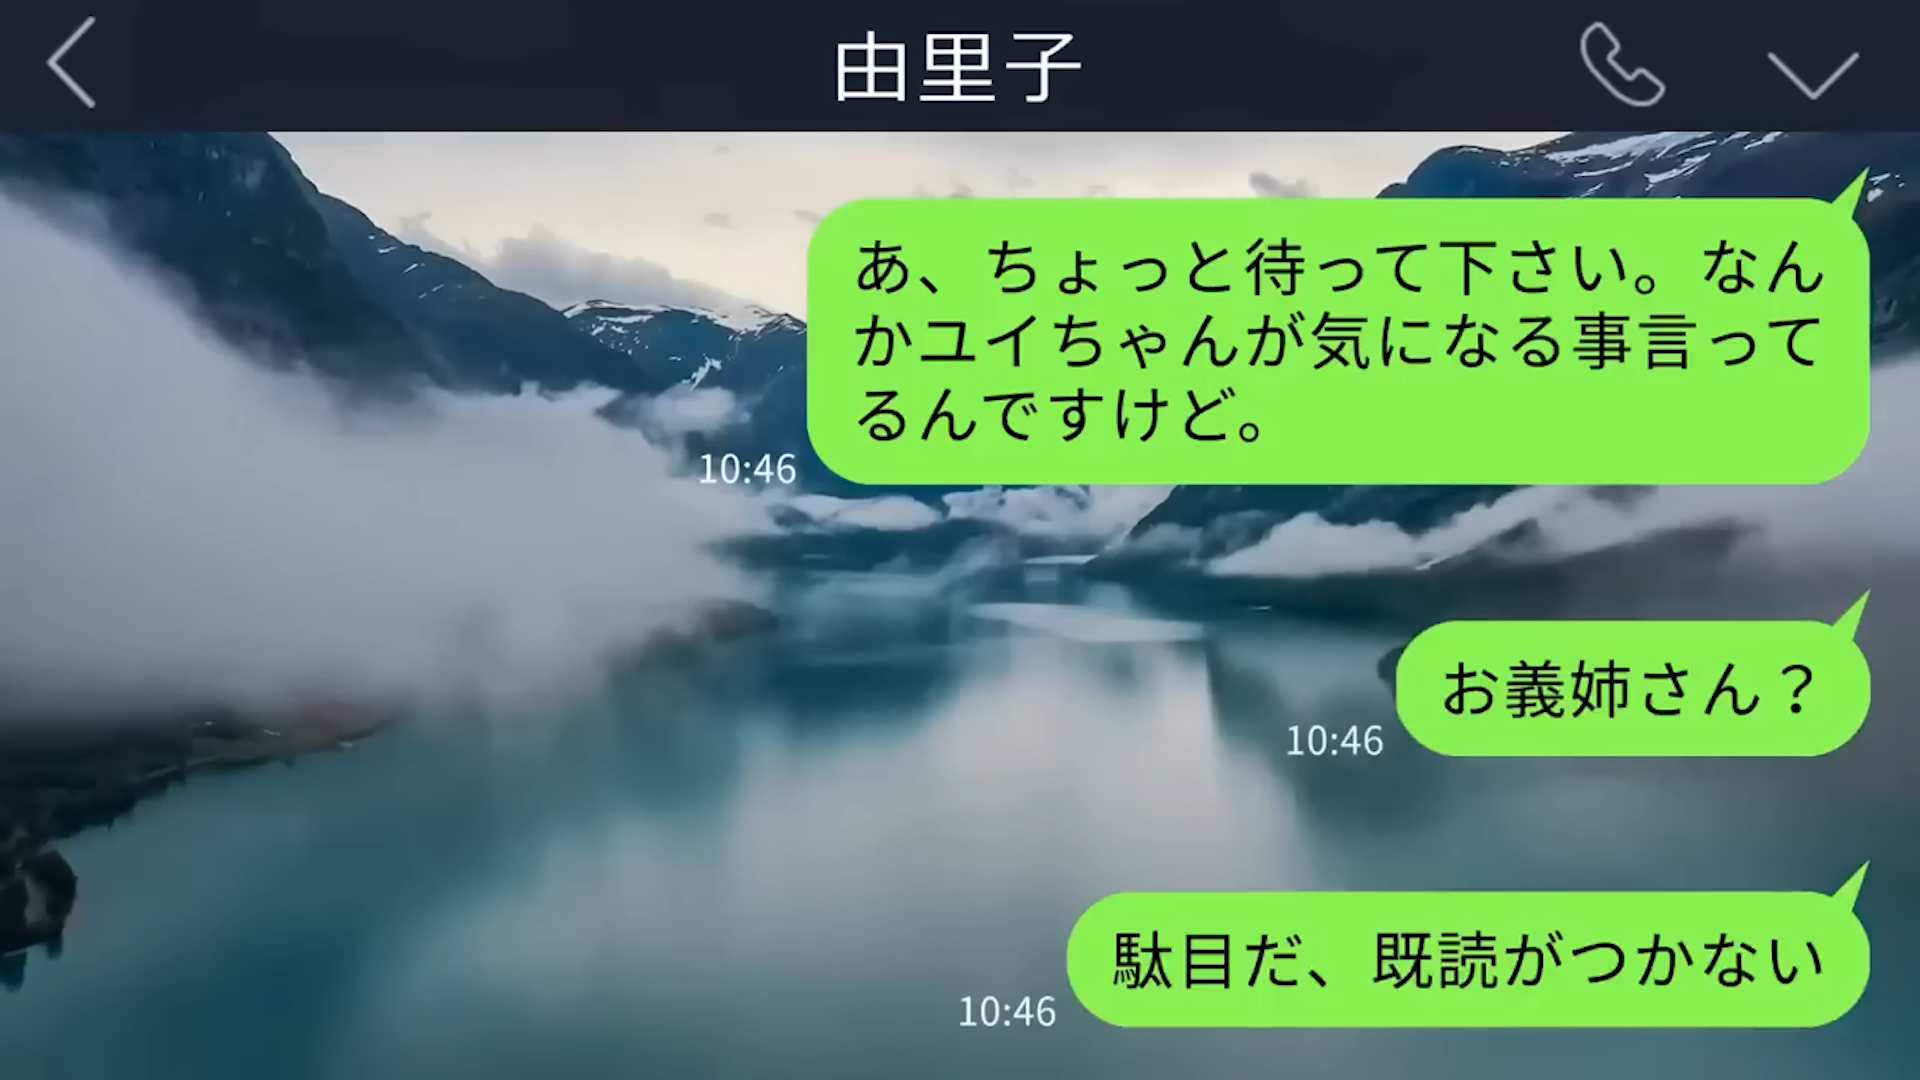 由里子
あ、ちょっと待って下さい。なん
かユイちゃんが気になる事言って
るんですけど。
10:46
お義姉さん？
10:46
駄目だ、既読がつかない
10:46